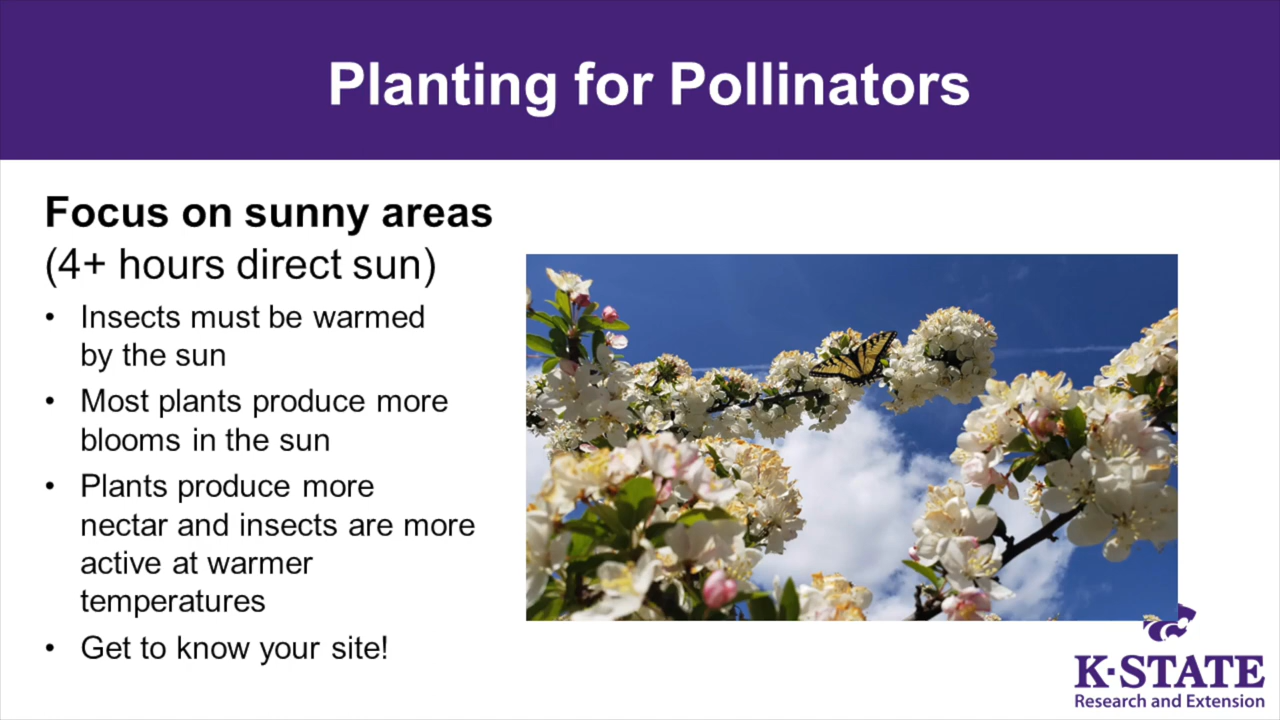 Planting for Pollinators
Focus on sunny areas
(4+ hours direct sun)
• Insects must be warmed
by the sun
• Most plants produce more
blooms in the sun
• Plants produce more
nectar and insects are more
active at warmer
temperatures
• Get to know your site!
K-STATE
Research and Extension